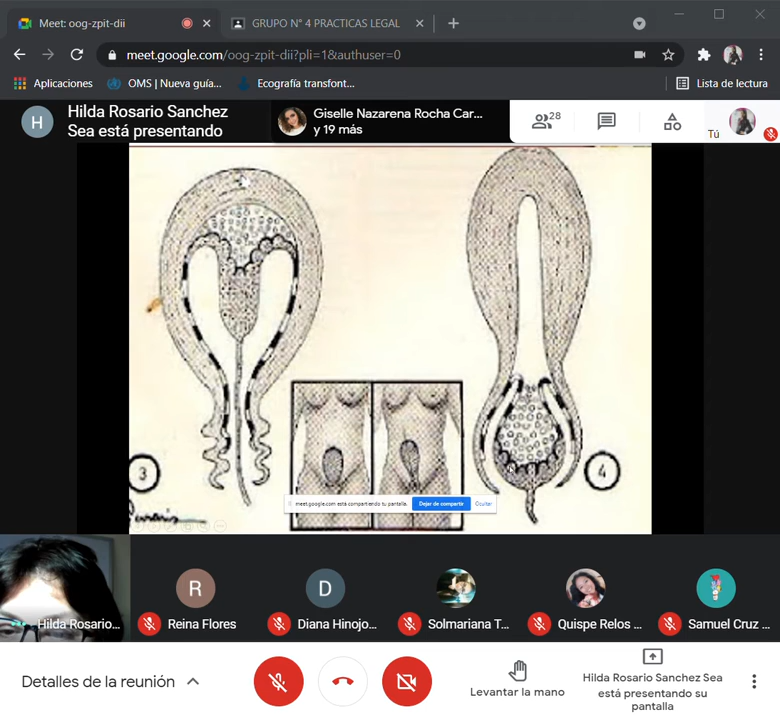 Meet: oog-zpit-dii
GRUPO N° 4 PRACTICAS LEGAL
meet.google.com/oog-zpit-dii?pli=1&authuser=0
Aplicaciones
OMS | Nueva guía...
Ecografía transfont...
Lista de lectura
H
Hilda Rosario Sanchez
Sea está presentando
Giselle Nazarena Rocha Car...
y 19 más
28
Tú
3
4
meet.google.com está compartiendo tu pantalla.
Dejar de compartir
Ocultar
Hilda Rosario...
R
Reina Flores
D
Diana Hinojo...
Solmariana T...
Quispe Relos ...
Samuel Cruz ...
Detalles de la reunión
Levantar la mano
Hilda Rosario Sanchez Sea
está presentando su
pantalla